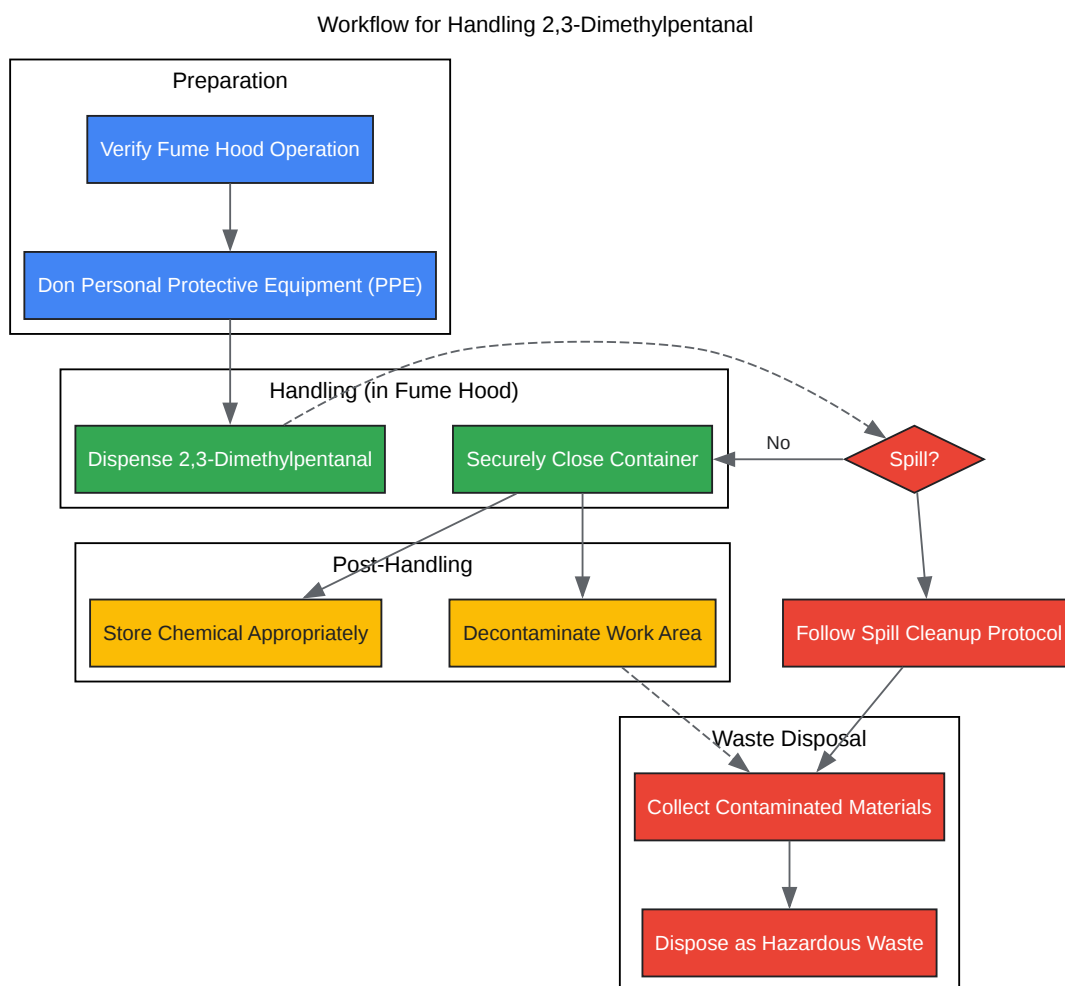 Workflow for Handling 2,3-Dimethylpentanal
Preparation
Verify Fume Hood Operation
Don Personal Protective Equipment (PPE)
Handling (in Fume Hood)
Dispense 2,3-Dimethylpentanal
Securely Close Container
No
Spill?
Post-Handling
Store Chemical Appropriately
Decontaminate Work Area
Follow Spill Cleanup Protocol
Waste Disposal
Collect Contaminated Materials
Dispose as Hazardous Waste